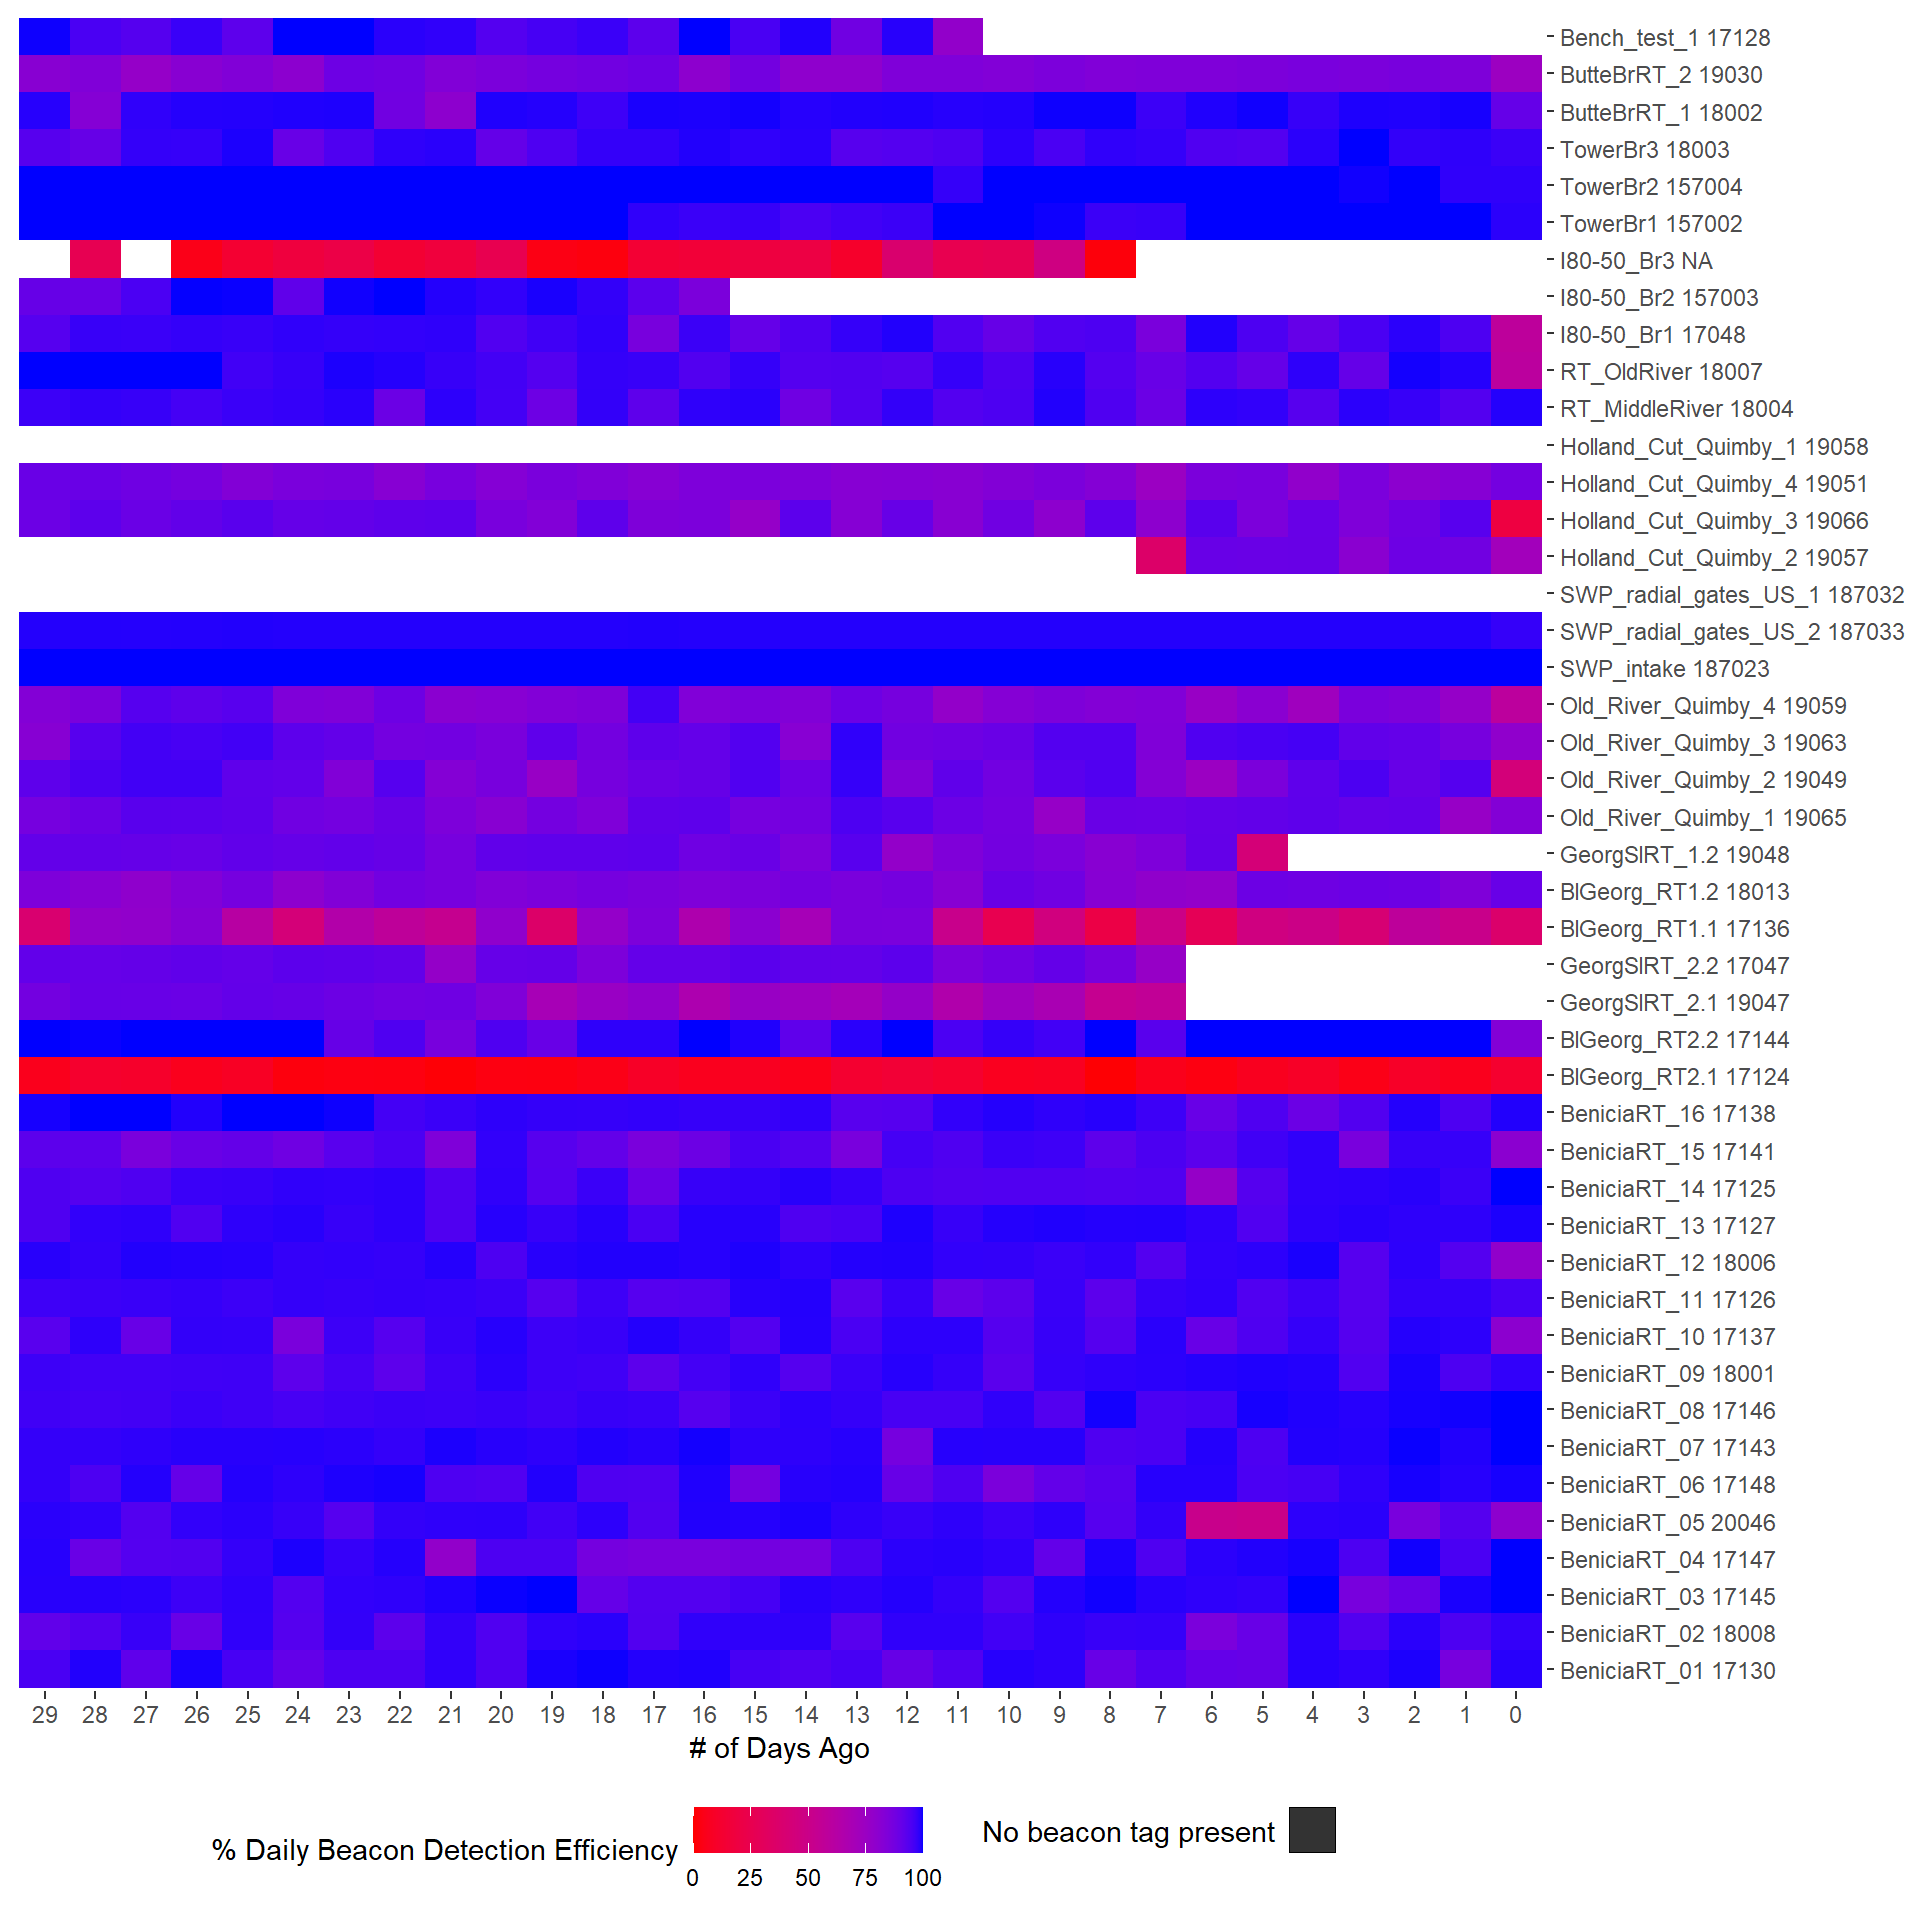 Bench_test_1 17128
ButteBrRT_2 19030
ButteBrRT_1 18002
TowerBr3 18003
TowerBr2 157004
TowerBr1 157002
I80-50_Br3 NA
I80-50_Br2 157003
I80-50_Br1 17048
RT_OldRiver 18007
RT_MiddleRiver 18004
Holland_Cut_Quimby_1 19058
Holland_Cut_Quimby_4 19051
Holland_Cut_Quimby_3 19066
Holland_Cut_Quimby_2 19057
SWP_radial_gates_US_1 187032
SWP_radial_gates_US_2 187033
SWP_intake 187023
Old_River_Quimby_4 19059
Old_River_Quimby_3 19063
Old_River_Quimby_2 19049
Old_River_Quimby_1 19065
GeorgSlRT_1.2 19048
BlGeorg_RT1.2 18013
BlGeorg_RT1.1 17136
GeorgSlRT_2.2 17047
GeorgSlRT_2.1 19047
BlGeorg_RT2.2 17144
BlGeorg_RT2.1 17124
BeniciaRT_16 17138
BeniciaRT_15 17141
BeniciaRT_14 17125
BeniciaRT_13 17127
BeniciaRT_12 18006
BeniciaRT_11 17126
BeniciaRT_10 17137
BeniciaRT_09 18001
BeniciaRT_08 17146
BeniciaRT_07 17143
BeniciaRT_06 17148
BeniciaRT_05 20046
BeniciaRT_04 17147
BeniciaRT_03 17145
BeniciaRT_02 18008
BeniciaRT_01 17130
29 28 27 26 25 24 23 22 21 20 19 18 17 16 15 14 13 12 11 10 9 8 7 6 5 4 3 2 1 0
# of Days Ago
% Daily Beacon Detection Efficiency
0 25 50 75 100
No beacon tag present